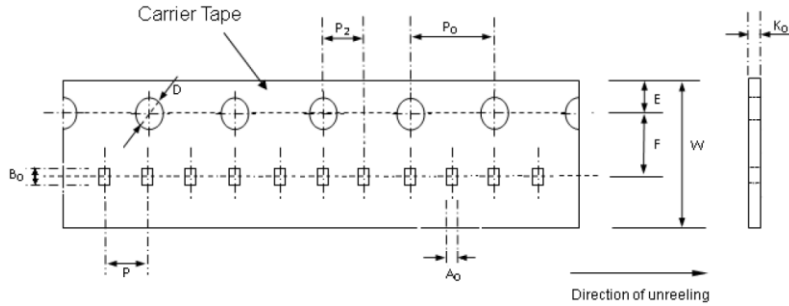 Carrier Tape
P2
P0
K0
D
E
F
W
B0
P
A0
Direction of unreeling